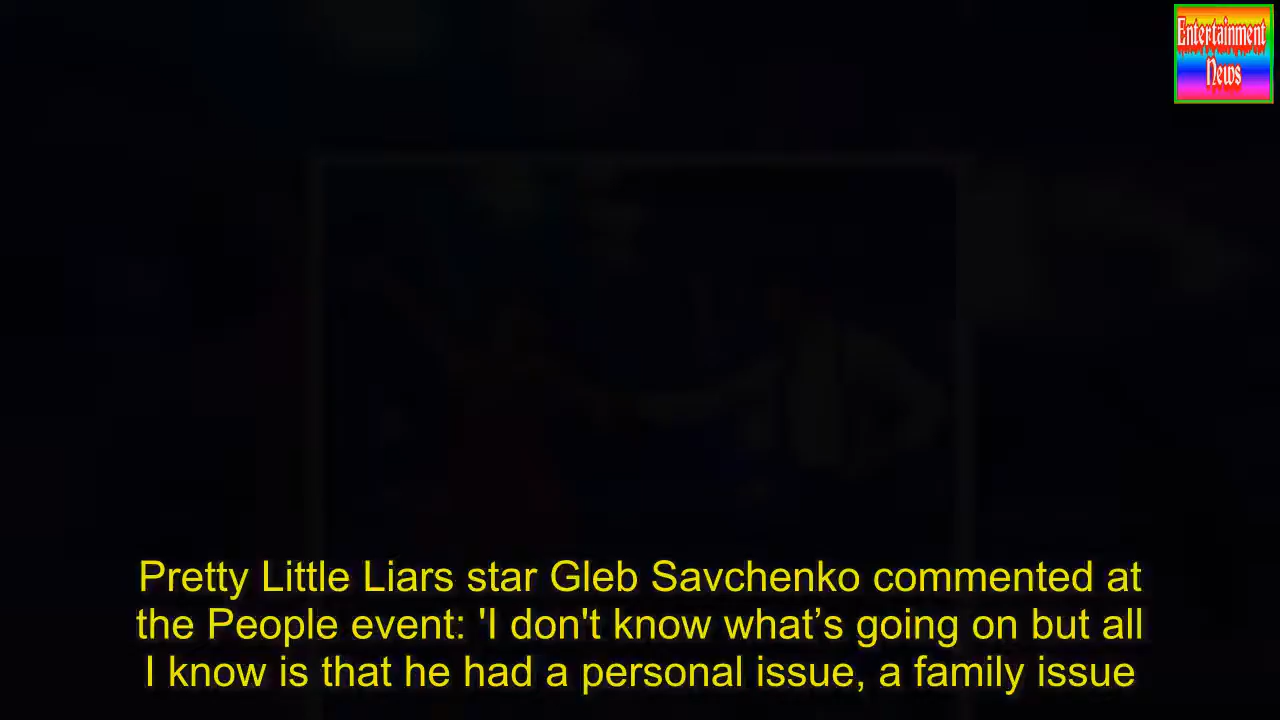 Entertainment
News
Pretty Little Liars star Gleb Savchenko commented at
the People event: 'I don't know what’s going on but all
I know is that he had a personal issue, a family issue